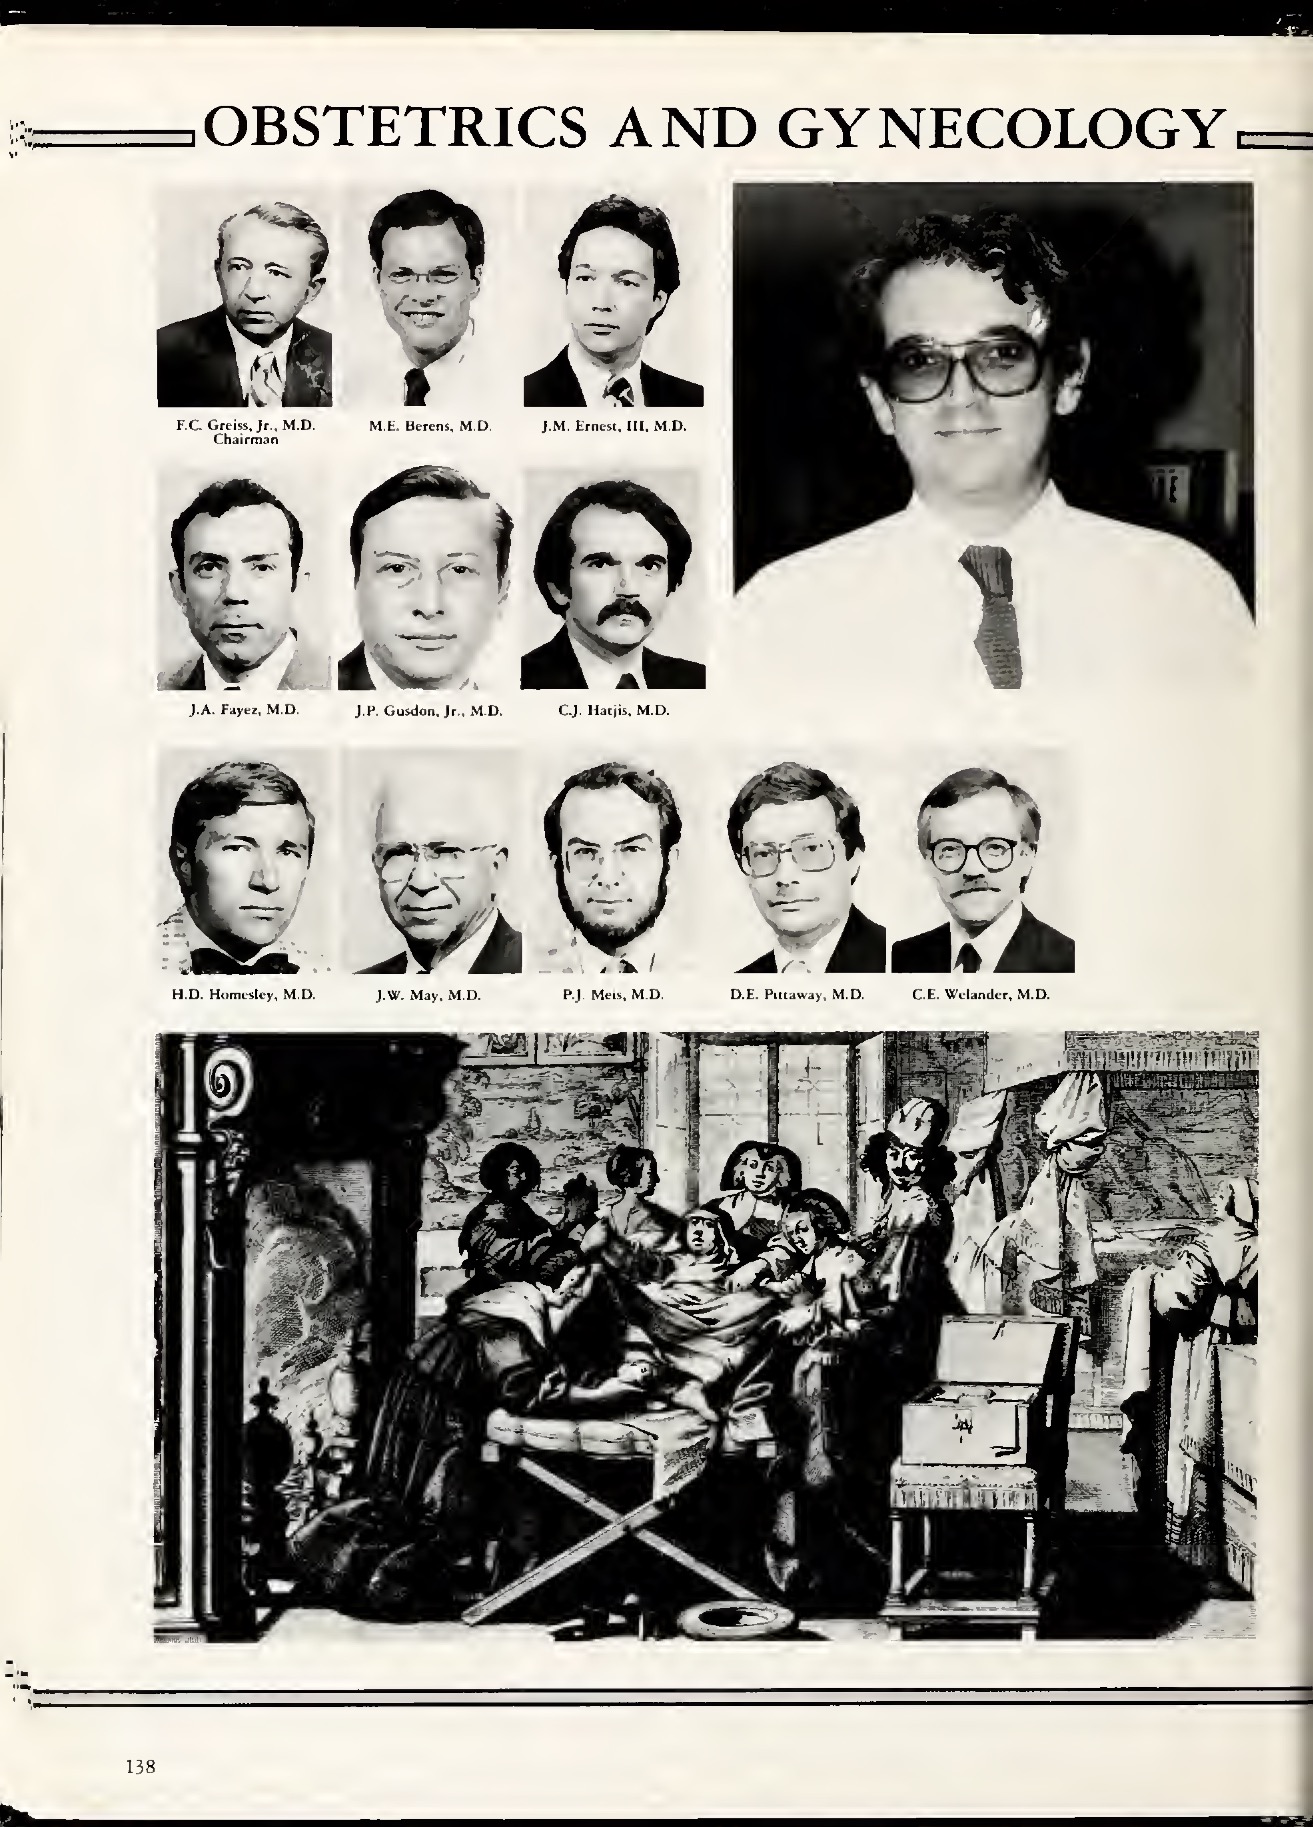 OBSTETRICS AND GYNECOLOGY
F.C. Greiss, Jr., M.D.
Chairman
M.E. Berens, M.D.
J.M. Ernest, III, M.D.
J.A. Fayez, M.D.
J.P. Gusdon, Jr., M.D.
C.J. Hatjis, M.D.
H.D. Homesley, M.D.
J.W. May, M.D.
P.J. Meis, M.D.
D.E. Pittaway, M.D.
C.E. Welander, M.D.
138